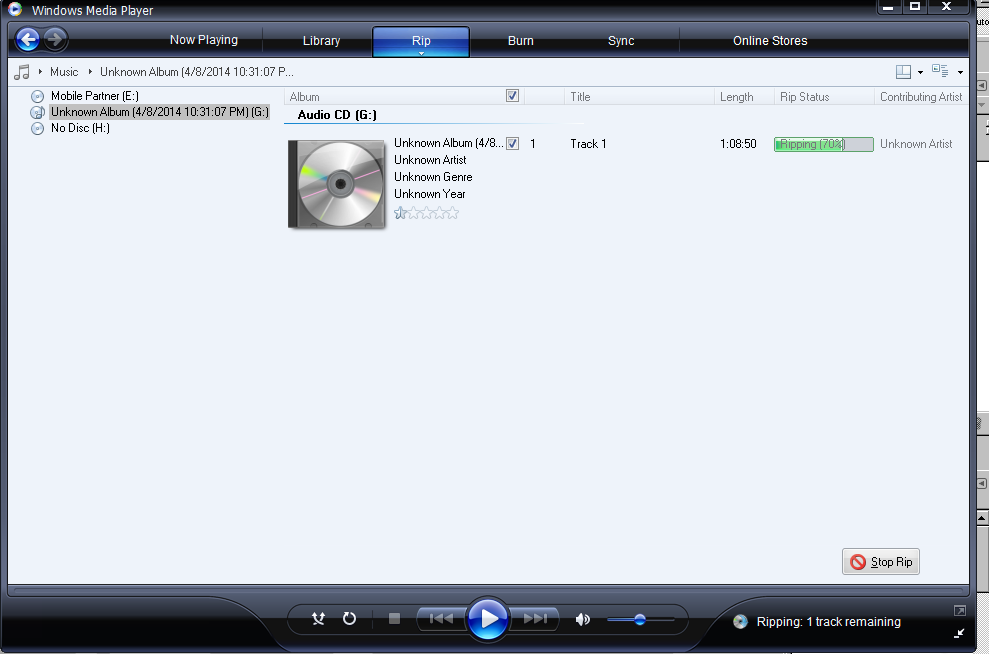 Windows Media Player
Now Playing Library Rip Burn Sync Online Stores
Music Unknown Album (4/8/2014 10:31:07 P...
Mobile Partner (E:)
Unknown Album (4/8/2014 10:31:07 PM) (G:)
No Disc (H:)
Album Title Length Rip Status Contributing Artist
Audio CD (G:)
Unknown Album (4/8... 1 Track 1 1:08:50 Ripping (70%) Unknown Artist
Unknown Artist
Unknown Genre
Unknown Year
Stop Rip
Ripping: 1 track remaining